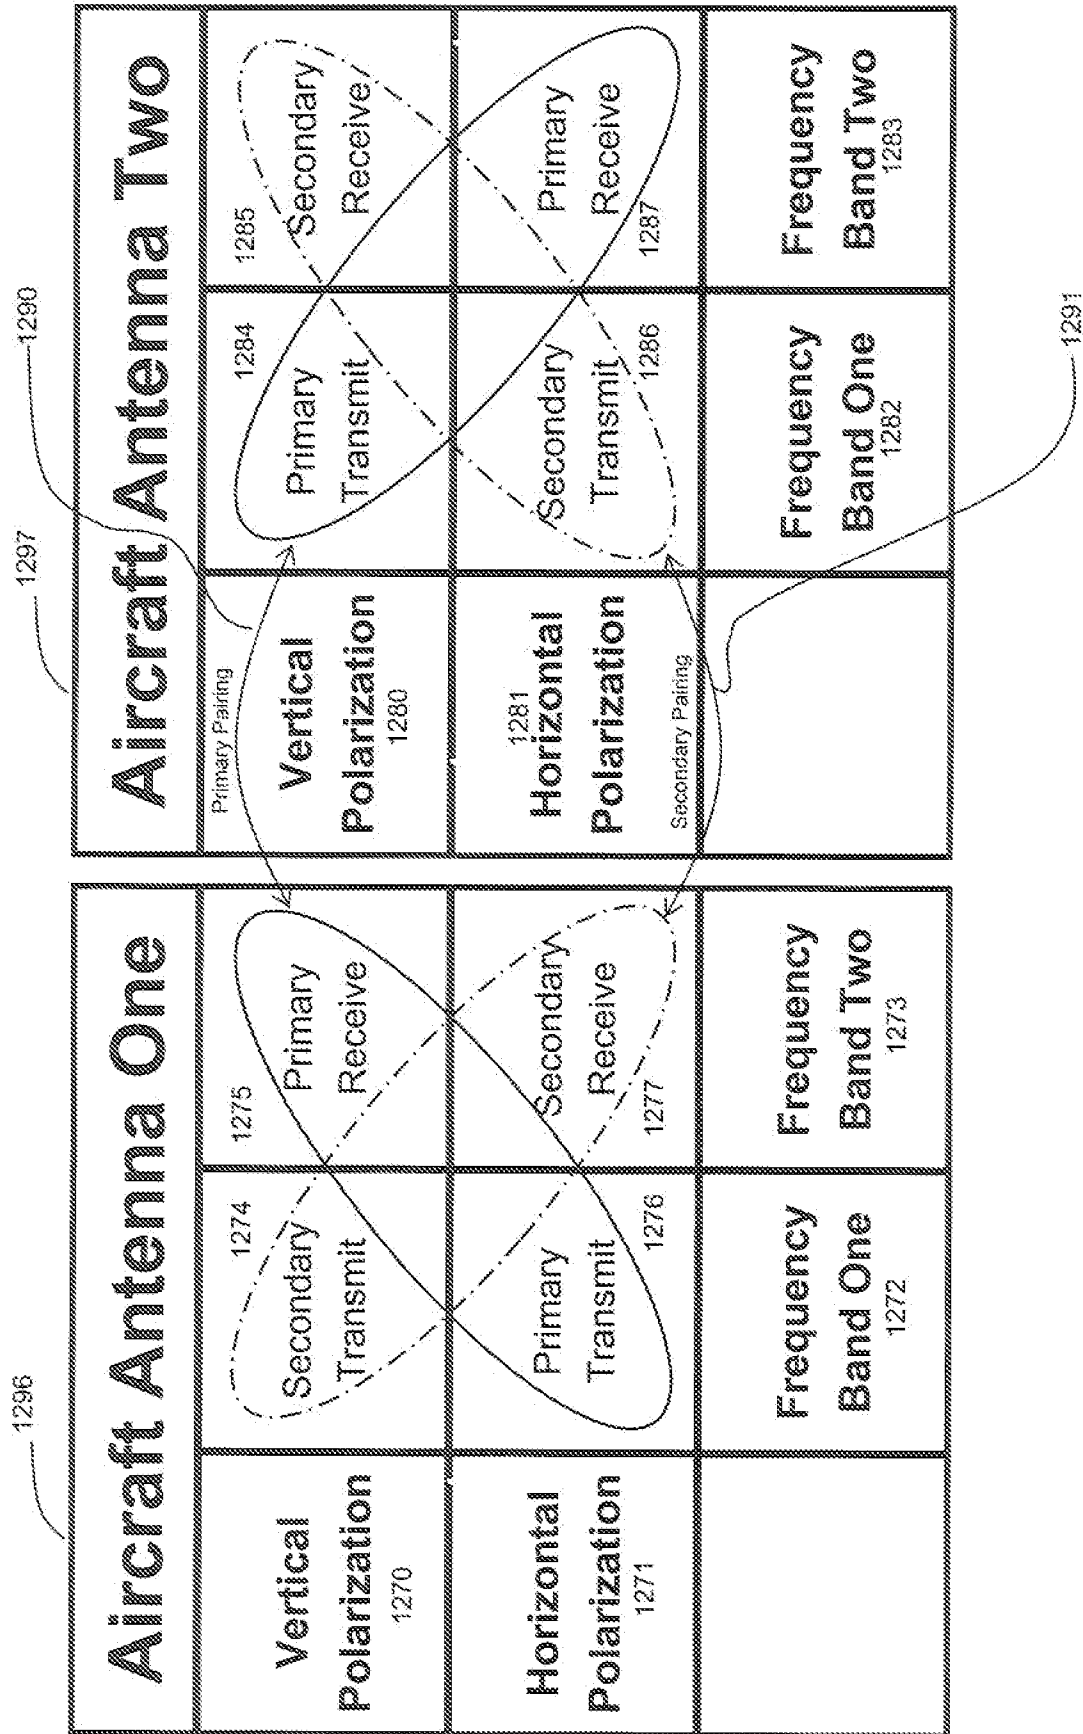 1296
Aircraft Antenna One
Vertical
Polarization
1270
1274
Secondary
Transmit
1275
Primary
Receive
Horizontal
Polarization
1271
Primary
Transmit
1276
Secondary
Receive
1277
Frequency
Band One
1272
Frequency
Band Two
1273
1297
1290
Aircraft Antenna Two
Primary Pairing
Vertical
Polarization
1280
1284
Primary
Transmit
1285
Secondary
Receive
1281
Horizontal
Polarization
Secondary Pairing
Secondary
Transmit
1286
Primary
Receive
1287
Frequency
Band One
1282
Frequency
Band Two
1283
1291